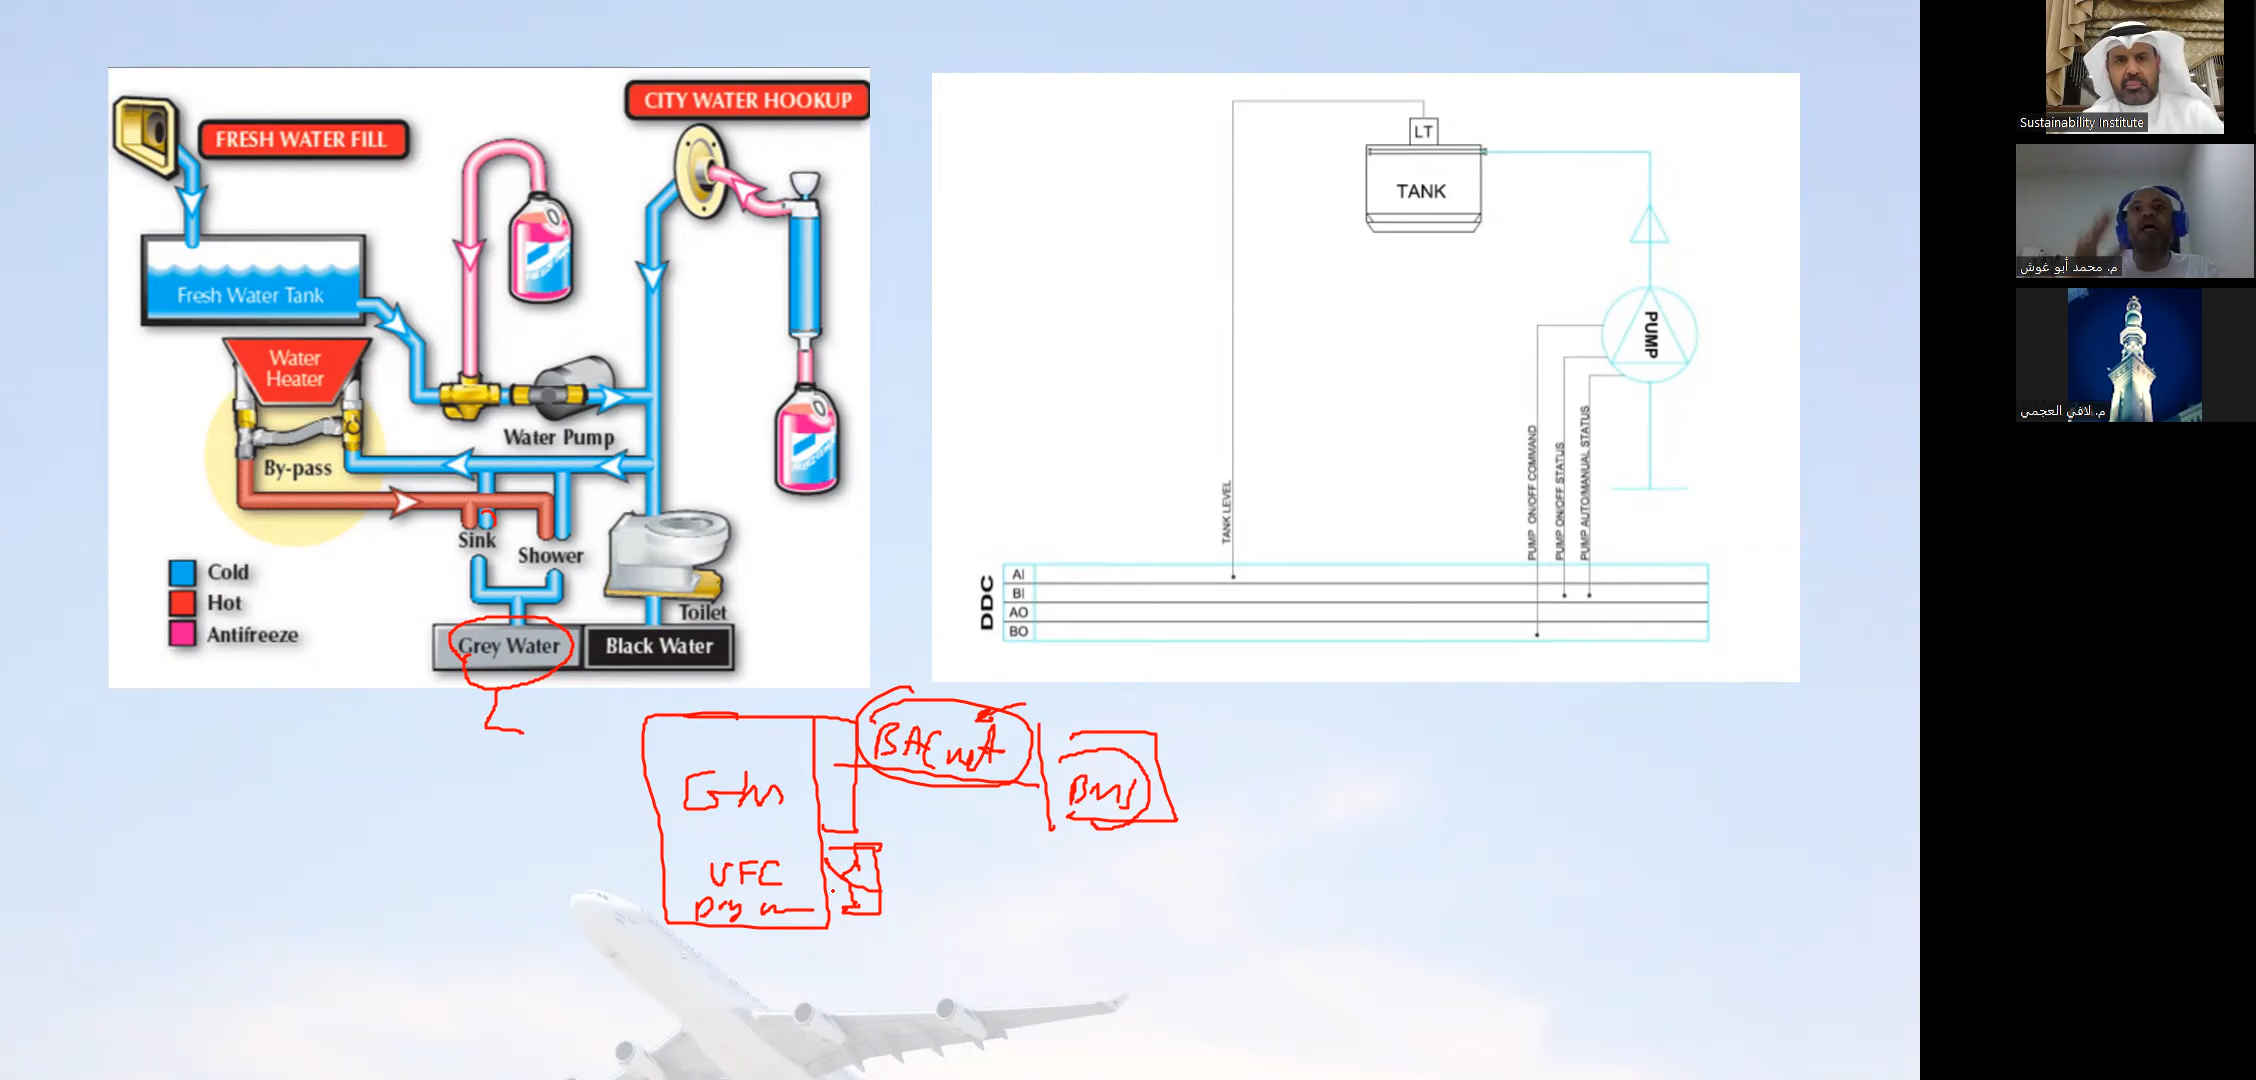 FRESH WATER FILL
CITY WATER HOOKUP
Fresh Water Tank
Water
Heater
Water Pump
By-pass
Sink
Shower
Toilet
Cold
Hot
Antifreeze
Grey Water
Black Water
LT
TANK
PUMP
TANK LEVEL
PUMP ON/OFF COMMAND
PUMP ON/OFF STATUS
PUMP AUTO/MANUAL STATUS
DDC
AI
BI
AO
BO
BACnet
BMS
VFC
Sustainability Institute
م. محمد أبو غوش
م. لافي العجمي